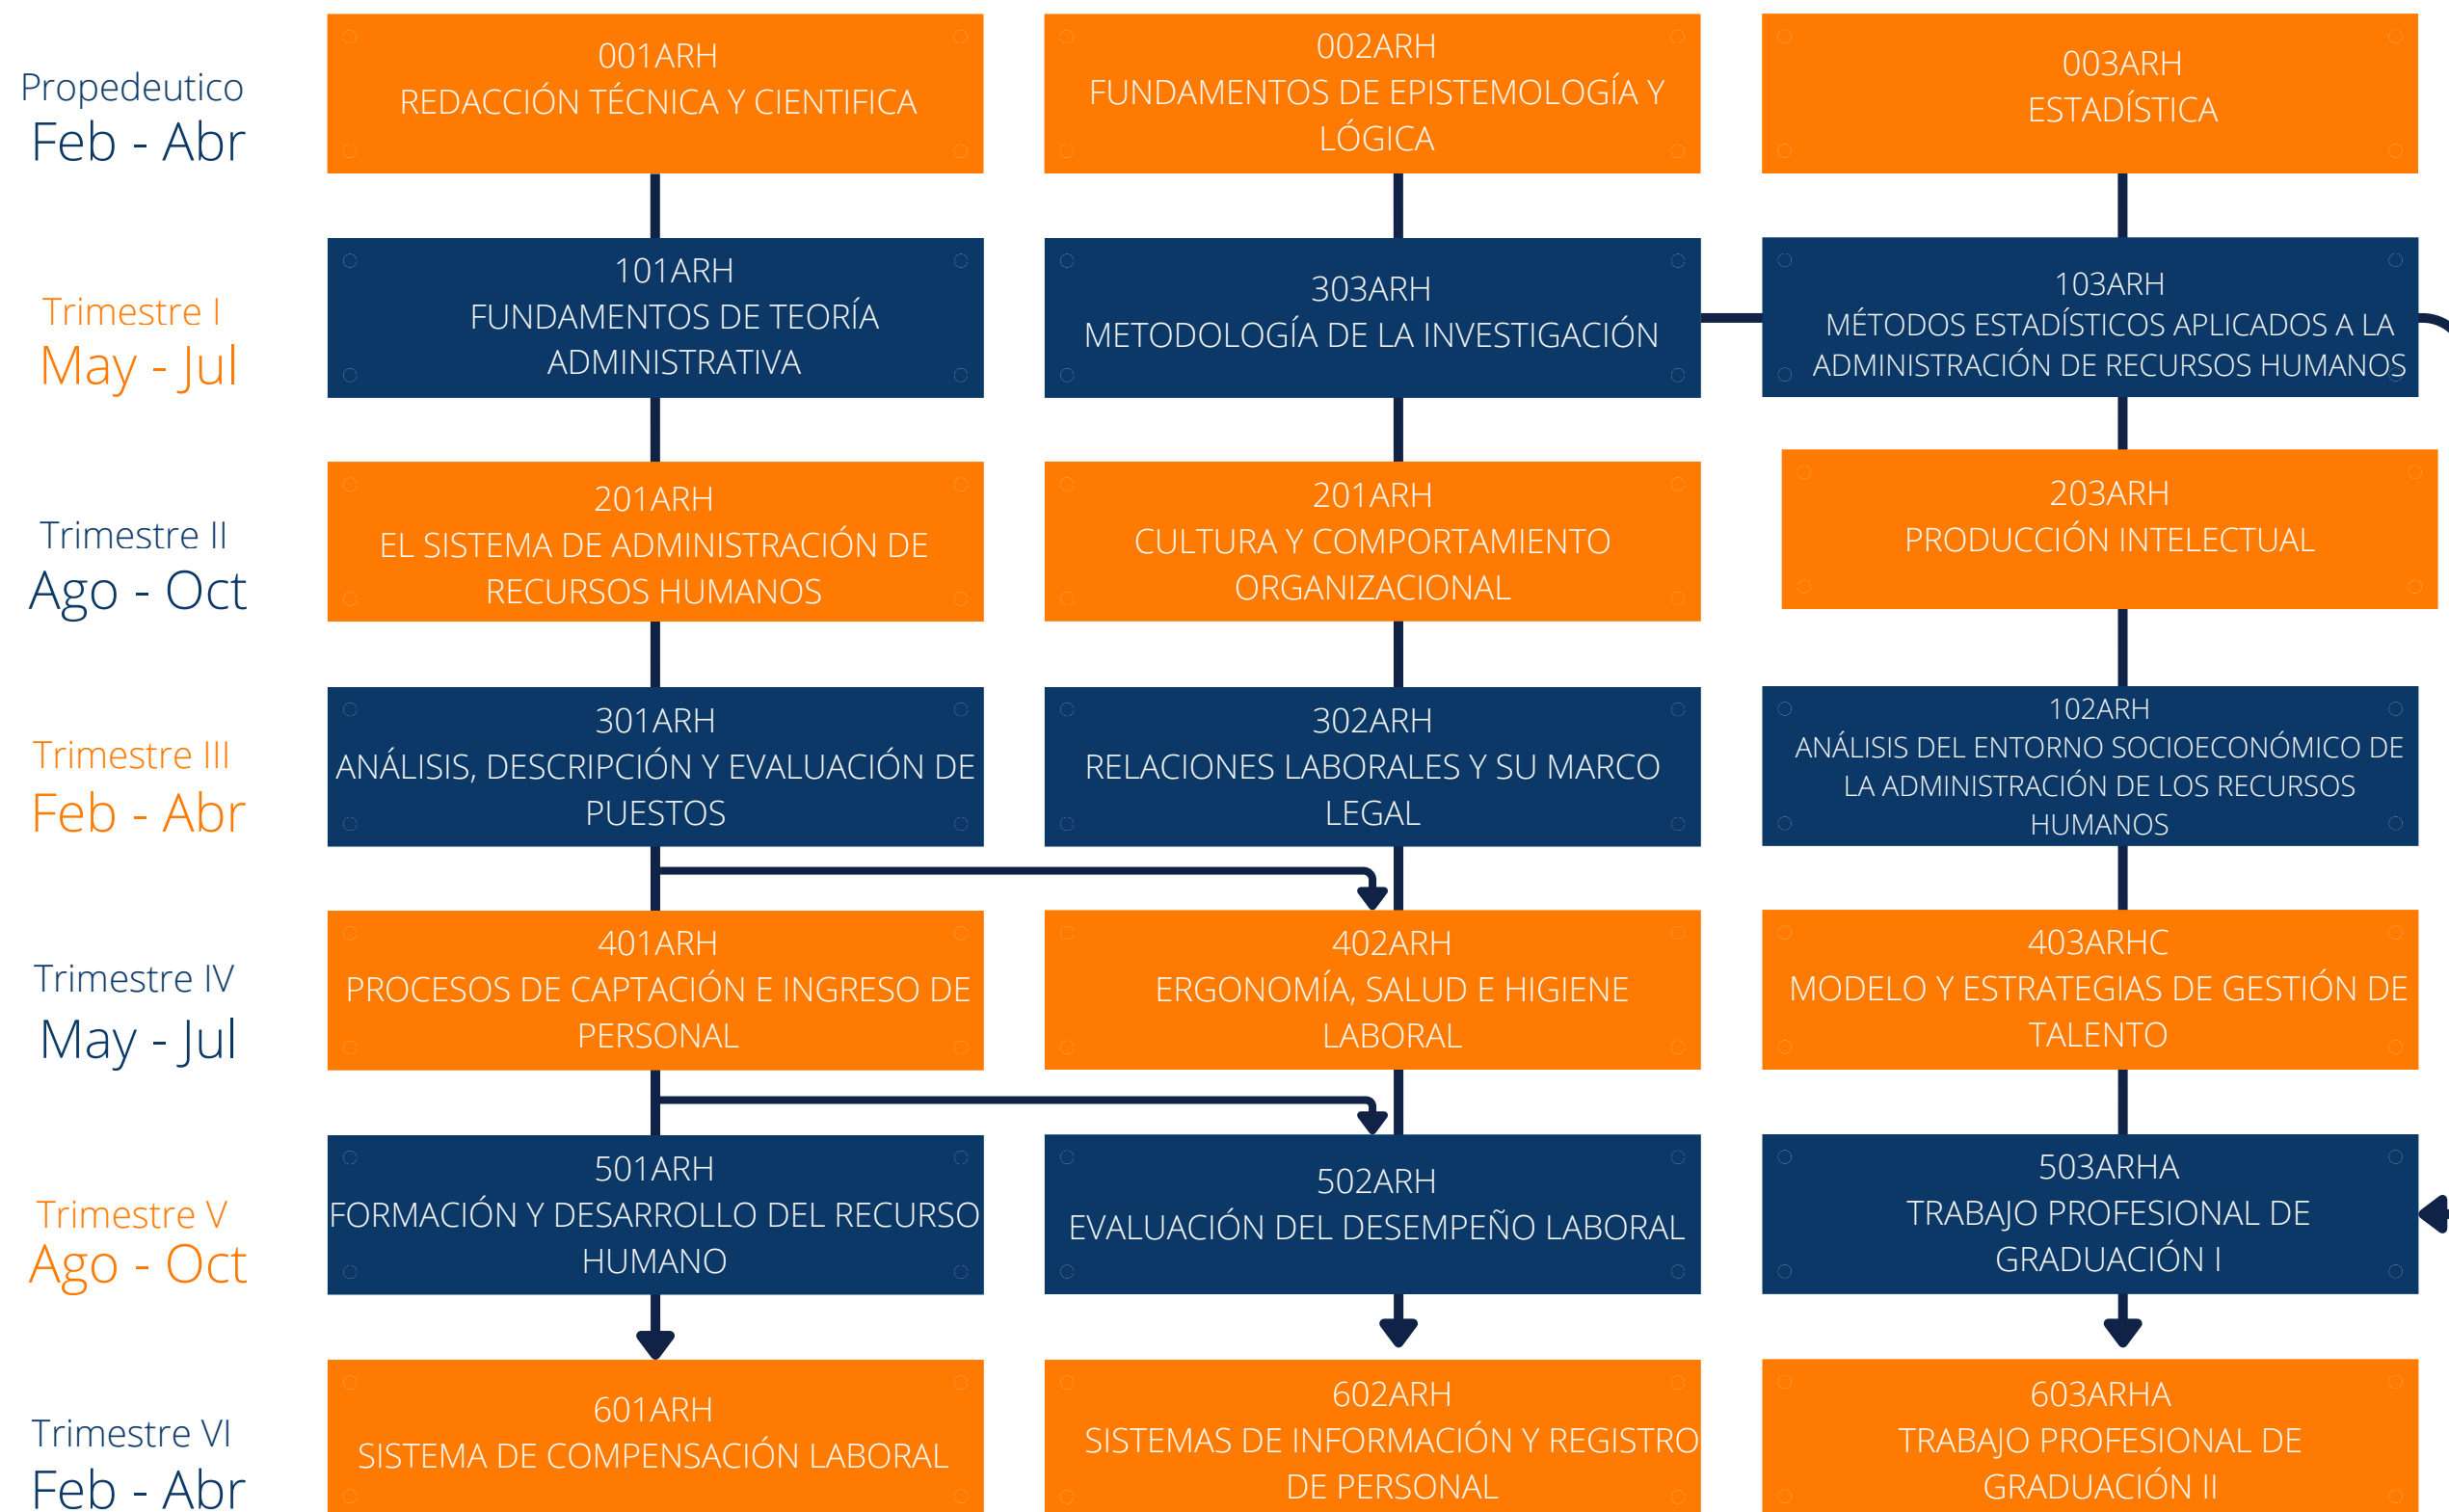 Propedeutico
Feb - Abr
001ARH
REDACCIÓN TÉCNICA Y CIENTIFICA
002ARH
FUNDAMENTOS DE EPISTEMOLOGÍA Y
LÓGICA
003ARH
ESTADÍSTICA
Trimestre I
May - Jul
101ARH
FUNDAMENTOS DE TEORÍA
ADMINISTRATIVA
303ARH
METODOLOGÍA DE LA INVESTIGACIÓN
103ARH
MÉTODOS ESTADÍSTICOS APLICADOS A LA
ADMINISTRACIÓN DE RECURSOS HUMANOS
Trimestre II
Ago - Oct
201ARH
EL SISTEMA DE ADMINISTRACIÓN DE
RECURSOS HUMANOS
201ARH
CULTURA Y COMPORTAMIENTO
ORGANIZACIONAL
203ARH
PRODUCCIÓN INTELECTUAL
Trimestre III
Feb - Abr
301ARH
ANÁLISIS, DESCRIPCIÓN Y EVALUACIÓN DE
PUESTOS
302ARH
RELACIONES LABORALES Y SU MARCO
LEGAL
102ARH
ANÁLISIS DEL ENTORNO SOCIOECONÓMICO DE
LA ADMINISTRACIÓN DE LOS RECURSOS
HUMANOS
Trimestre IV
May - Jul
401ARH
PROCESOS DE CAPTACIÓN E INGRESO DE
PERSONAL
402ARH
ERGONOMÍA, SALUD E HIGIENE
LABORAL
403ARHC
MODELO Y ESTRATEGIAS DE GESTIÓN DE
TALENTO
Trimestre V
Ago - Oct
501ARH
FORMACIÓN Y DESARROLLO DEL RECURSO
HUMANO
502ARH
EVALUACIÓN DEL DESEMPEÑO LABORAL
503ARHA
TRABAJO PROFESIONAL DE
GRADUACIÓN I
Trimestre VI
Feb - Abr
601ARH
SISTEMA DE COMPENSACIÓN LABORAL
602ARH
SISTEMAS DE INFORMACIÓN Y REGISTRO
DE PERSONAL
603ARHA
TRABAJO PROFESIONAL DE
GRADUACIÓN II